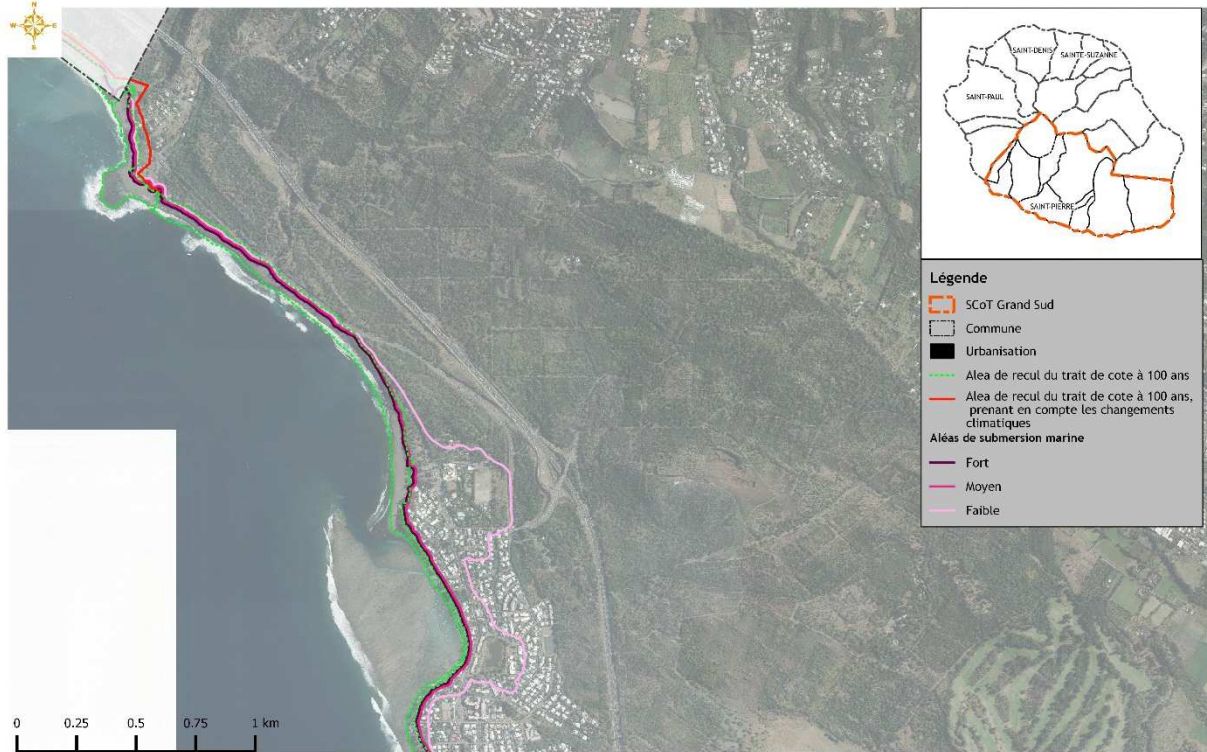 N
W E
S
SAINT-DENIS
SAINTE-SUZANNE
SAINT-PAUL
SAINT-PIERRE
Légende
SCoT Grand Sud
Commune
Urbanisation
Alea de recul du trait de cote à 100 ans
Alea de recul du trait de cote à 100 ans,
prenant en compte les changements
climatiques
Aléas de submersion marine
Fort
Moyen
Faible
0 0.25 0.5 0.75 1 km